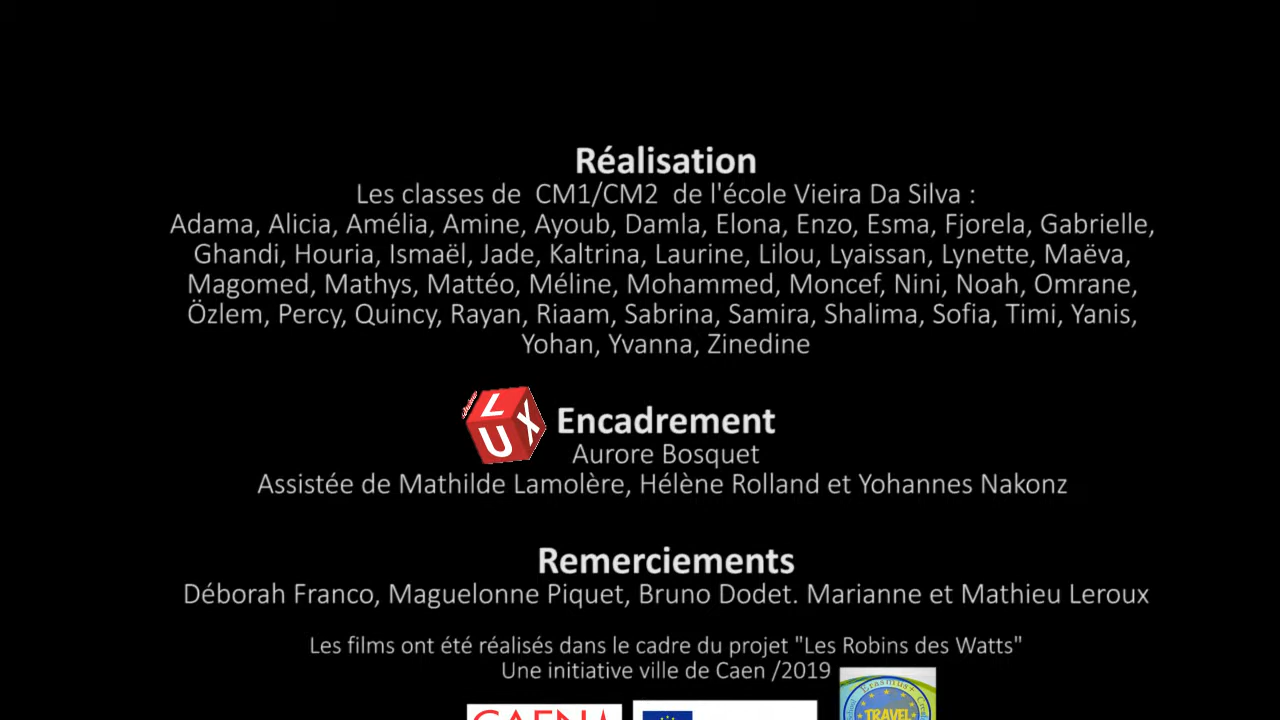 Réalisation
Les classes de CM1/CM2 de l'école Vieira Da Silva :
Adama, Alicia, Amélia, Amine, Ayoub, Damla, Elona, Enzo, Esma, Fjorela, Gabrielle,
Ghandi, Houria, Ismaël, Jade, Kaltrina, Laurine, Lilou, Lyaissan, Lynette, Maëva,
Magomed, Mathys, Mattéo, Méline, Mohammed, Moncef, Nini, Noah, Omrane,
Özlem, Percy, Quincy, Rayan, Riaam, Sabrina, Samira, Shalima, Sofia, Timi, Yanis,
Yohan, Yvanna, Zinedine
LUX
Encadrement
Aurore Bosquet
Assistée de Mathilde Lamolère, Hélène Rolland et Yohannes Nakonz
Remerciements
Déborah Franco, Maguelonne Piquet, Bruno Dodet. Marianne et Mathieu Leroux
Les films ont été réalisés dans le cadre du projet "Les Robins des Watts"
Une initiative ville de Caen /2019
Erasmus+
TRAVEL
CAEN